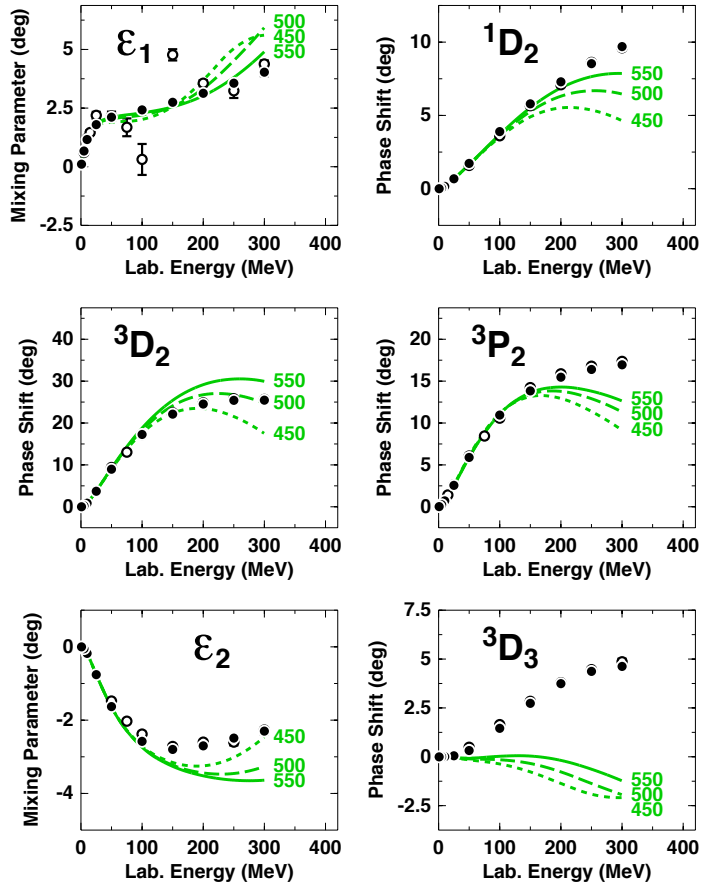 Mixing Parameter (deg)
5
2.5
0
-2.5
ε₁
500
450
550
0 100 200 300 400
Lab. Energy (MeV)
Phase Shift (deg)
10
5
0
¹D₂
550
500
450
0 100 200 300 400
Lab. Energy (MeV)
Phase Shift (deg)
40
30
20
10
0
³D₂
550
500
450
0 100 200 300 400
Lab. Energy (MeV)
Phase Shift (deg)
20
15
10
5
0
³P₂
550
500
450
0 100 200 300 400
Lab. Energy (MeV)
Mixing Parameter (deg)
0
-2
-4
ε₂
450
500
550
0 100 200 300 400
Lab. Energy (MeV)
Phase Shift (deg)
7.5
5
2.5
0
-2.5
³D₃
550
500
450
0 100 200 300 400
Lab. Energy (MeV)